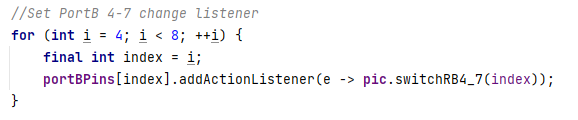 //Set PortB 4-7 change listener
for (int i = 4; i < 8; ++i) {
    final int index = i;
    portBPins[index].addActionListener(e -> pic.switchRB4_7(index));
}